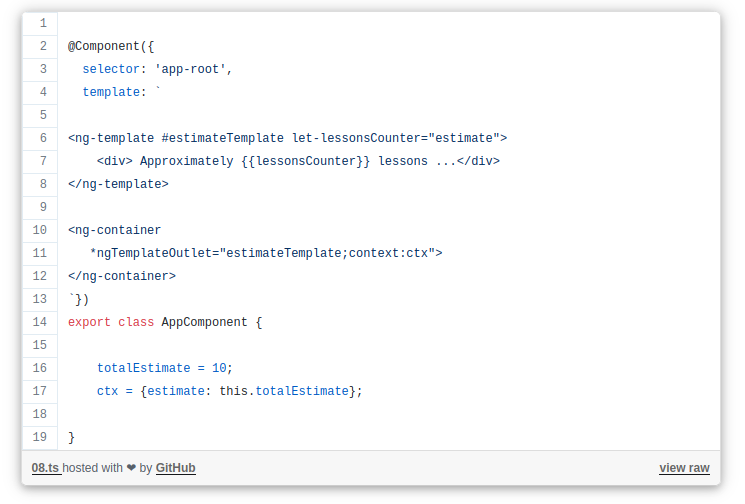 1
2 @Component({
3   selector: 'app-root',
4   template: `
5
6 <ng-template #estimateTemplate let-lessonsCounter="estimate">
7     <div> Approximately {{lessonsCounter}} lessons ...</div>
8 </ng-template>
9
10 <ng-container
11    *ngTemplateOutlet="estimateTemplate;context:ctx">
12 </ng-container>
13 `})
14 export class AppComponent {
15
16     totalEstimate = 10;
17     ctx = {estimate: this.totalEstimate};
18
19 }
08.ts hosted with ❤ by GitHub view raw